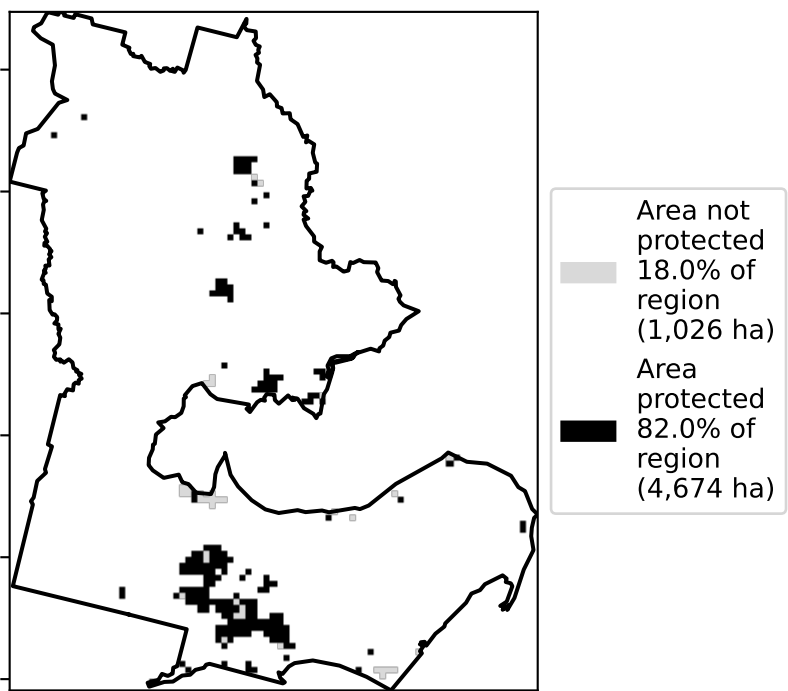 Area not
protected
18.0% of
region
(1,026 ha)
Area
protected
82.0% of
region
(4,674 ha)